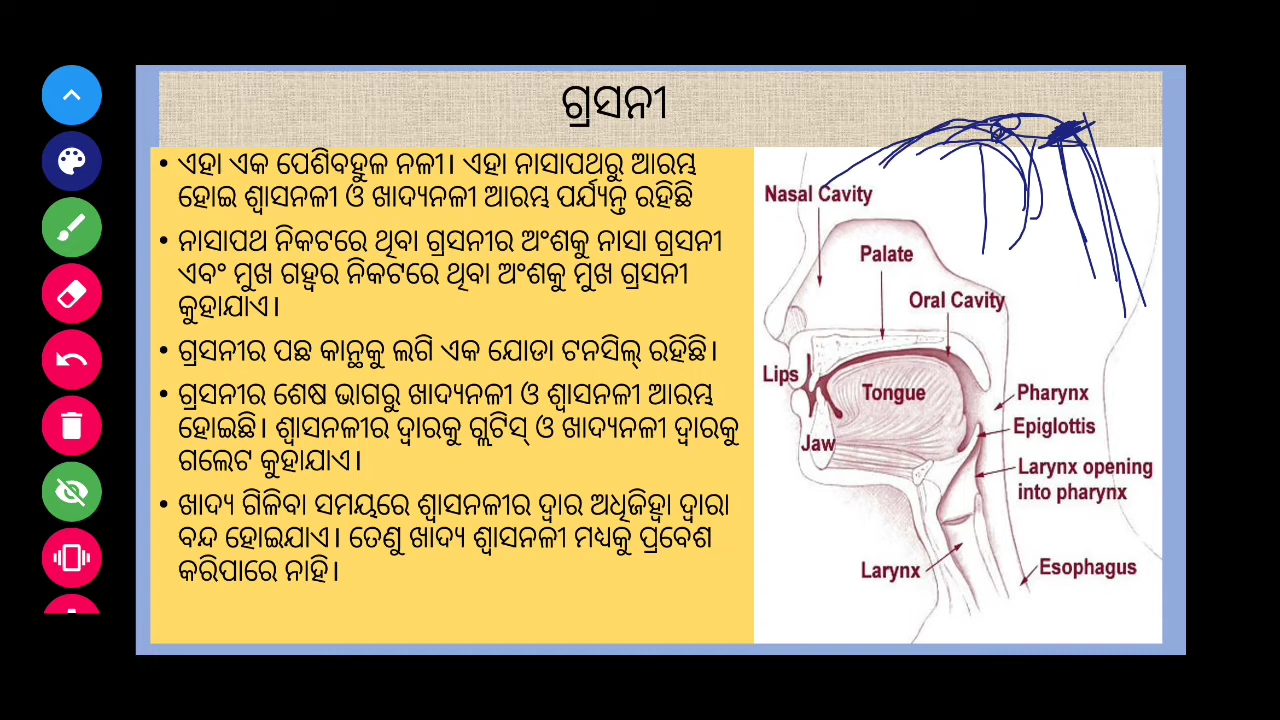 ଗ୍ରସନୀ
• ଏହା ଏକ ପେଶିବହୁଳ ନଳୀ। ଏହା ନାସାପଥରୁ ଆରମ୍ଭ
ହୋଇ ଶ୍ୱାସନଳୀ ଓ ଖାଦ୍ୟନଳୀ ଆରମ୍ଭ ପର୍ଯ୍ୟନ୍ତ ରହିଛି
• ନାସାପଥ ନିକଟରେ ଥିବା ଗ୍ରସନୀର ଅଂଶକୁ ନାସା ଗ୍ରସନୀ
ଏବଂ ମୁଖ ଗହ୍ୱର ନିକଟରେ ଥିବା ଅଂଶକୁ ମୁଖ ଗ୍ରସନୀ
କୁହାଯାଏ।
• ଗ୍ରସନୀର ପଛ କାନ୍ଥକୁ ଲଗି ଏକ ଯୋଡା ଟନସିଲ୍ ରହିଛି।
• ଗ୍ରସନୀର ଶେଷ ଭାଗରୁ ଖାଦ୍ୟନଳୀ ଓ ଶ୍ୱାସନଳୀ ଆରମ୍ଭ
ହୋଇଛି। ଶ୍ୱାସନଳୀର ଦ୍ୱାରକୁ ଗ୍ଲଟିସ୍ ଓ ଖାଦ୍ୟନଳୀ ଦ୍ୱାରକୁ
ଗଲେଟ କୁହାଯାଏ।
• ଖାଦ୍ୟ ଗିଳିବା ସମୟରେ ଶ୍ୱାସନଳୀର ଦ୍ୱାର ଅଧିଜିହ୍ୱା ଦ୍ୱାରା
ବନ୍ଦ ହୋଇଯାଏ। ତେଣୁ ଖାଦ୍ୟ ଶ୍ୱାସନଳୀ ମଧ୍ୟକୁ ପ୍ରବେଶ
କରିପାରେ ନାହି।
Nasal Cavity
Palate
Oral Cavity
Lips
Tongue
Pharynx
Epiglottis
Jaw
Larynx opening
into pharynx
Larynx
Esophagus